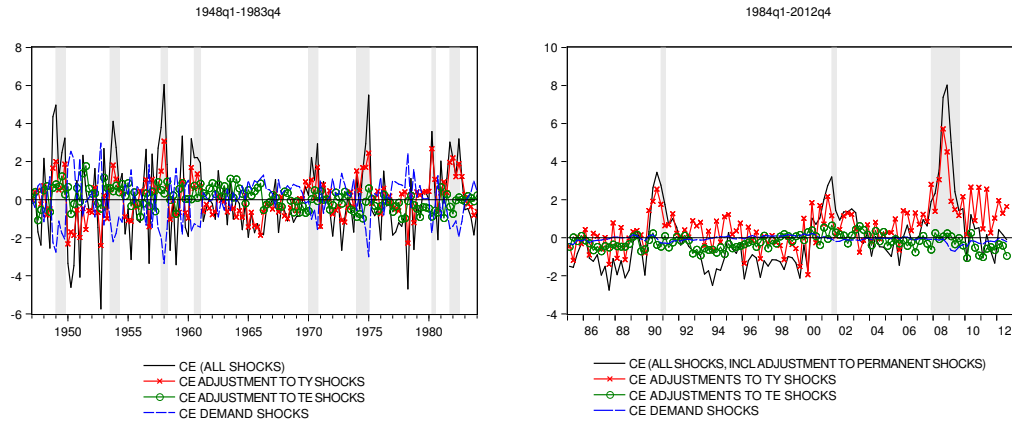 1948q1-1983q4
8
6
4
2
0
-2
-4
-6
1950 1955 1960 1965 1970 1975 1980
CE (ALL SHOCKS)
CE ADJUSTMENT TO TY SHOCKS
CE ADJUSTMENT TO TE SHOCKS
CE DEMAND SHOCKS
1984q1-2012q4
10
8
6
4
2
0
-2
-4
86 88 90 92 94 96 98 00 02 04 06 08 10 12
CE (ALL SHOCKS, INCL ADJUSTMENT TO PERMANENT SHOCKS)
CE ADJUSTMENTS TO TY SHOCKS
CE ADJUSTMENTS TO TE SHOCKS
CE DEMAND SHOCKS